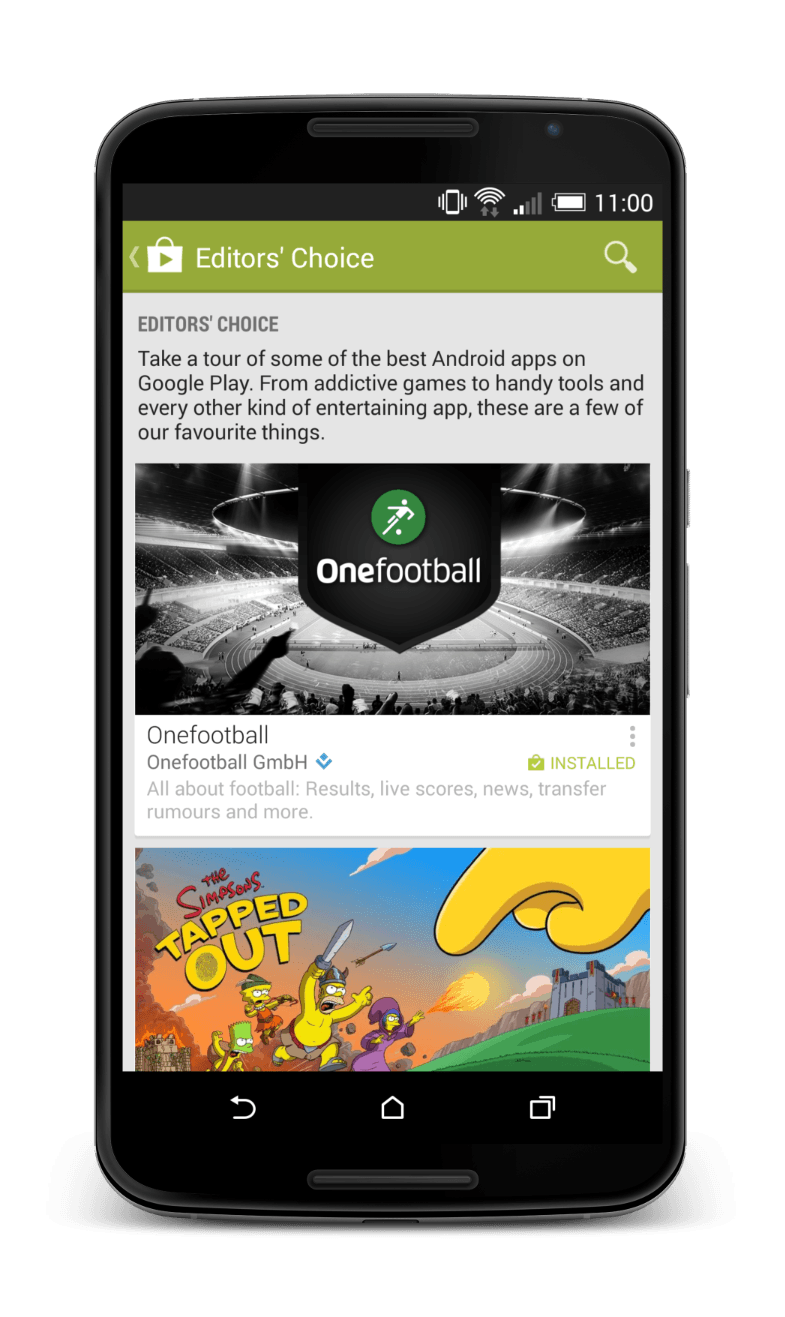 11:00
Editors' Choice
EDITORS' CHOICE
Take a tour of some of the best Android apps on
Google Play. From addictive games to handy tools and
every other kind of entertaining app, these are a few of
our favourite things.
Onefootball
Onefootball
Onefootball GmbH
INSTALLED
All about football: Results, live scores, news, transfer
rumours and more.
THE
SIMPSONS
TAPPED
OUT